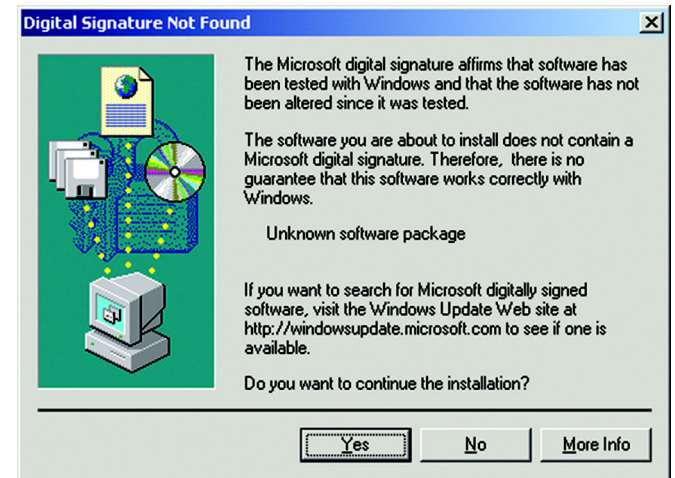 Digital Signature Not Found
The Microsoft digital signature affirms that software has
been tested with Windows and that the software has not
been altered since it was tested.
The software you are about to install does not contain a
Microsoft digital signature. Therefore, there is no
guarantee that this software works correctly with
Windows.
Unknown software package
If you want to search for Microsoft digitally signed
software, visit the Windows Update Web site at
http://windowsupdate.microsoft.com to see if one is
available.
Do you want to continue the installation?
Yes No More Info